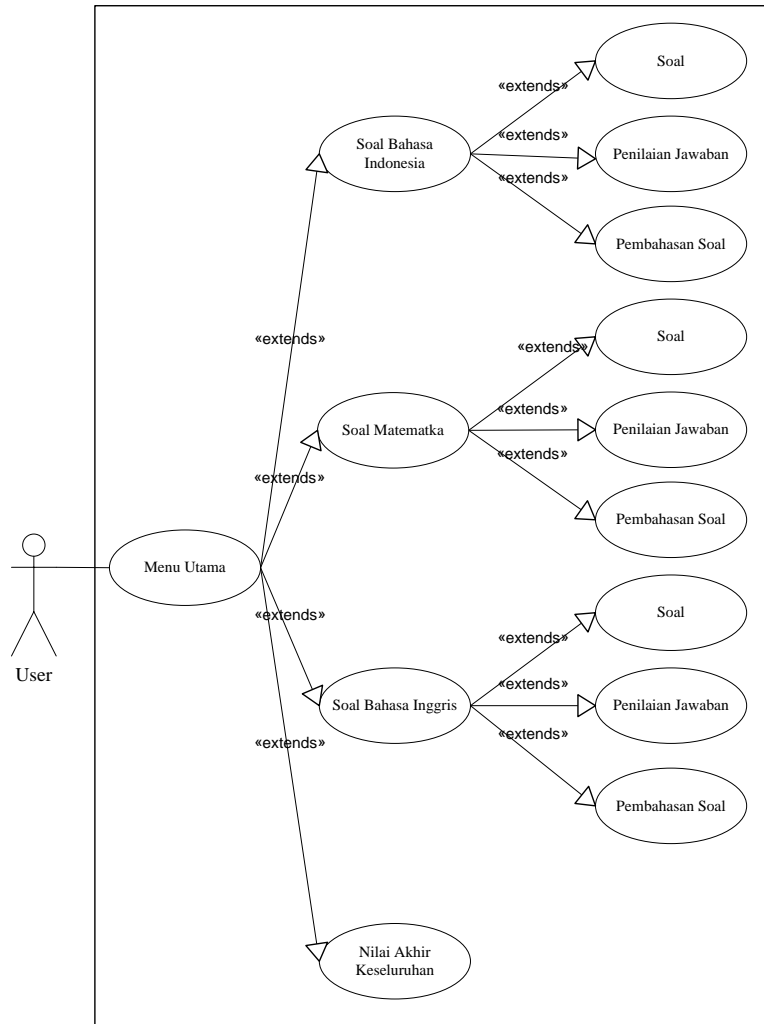 Soal
«extends»
Soal Bahasa
Indonesia
«extends»
Penilaian Jawaban
«extends»
Pembahasan Soal
«extends»
Soal
«extends»
Soal Matematka
«extends»
Penilaian Jawaban
«extends»
«extends»
Pembahasan Soal
User
Menu Utama
«extends»
Soal
«extends»
Soal Bahasa Inggris
«extends»
Penilaian Jawaban
«extends»
«extends»
Pembahasan Soal
Nilai Akhir
Keseluruhan